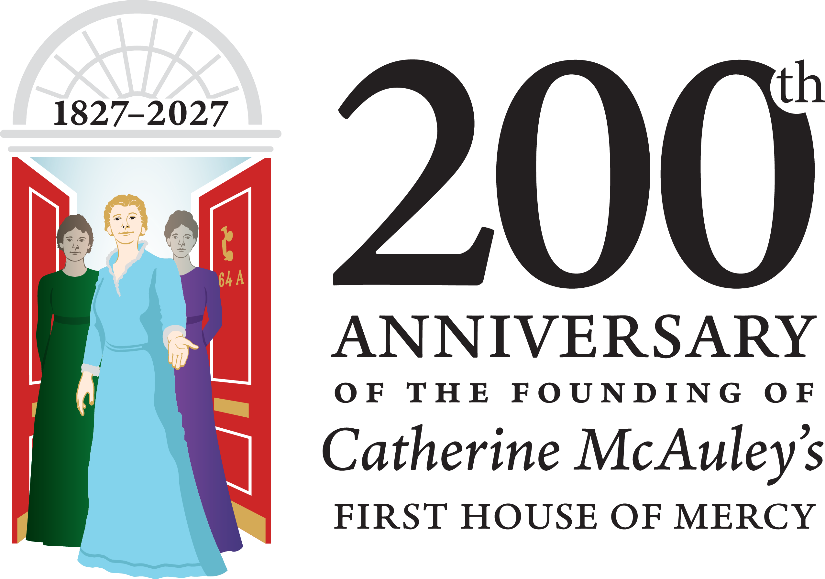 1827–2027
64 A
200th
ANNIVERSARY
OF THE FOUNDING OF
Catherine McAuley’s
FIRST HOUSE OF MERCY